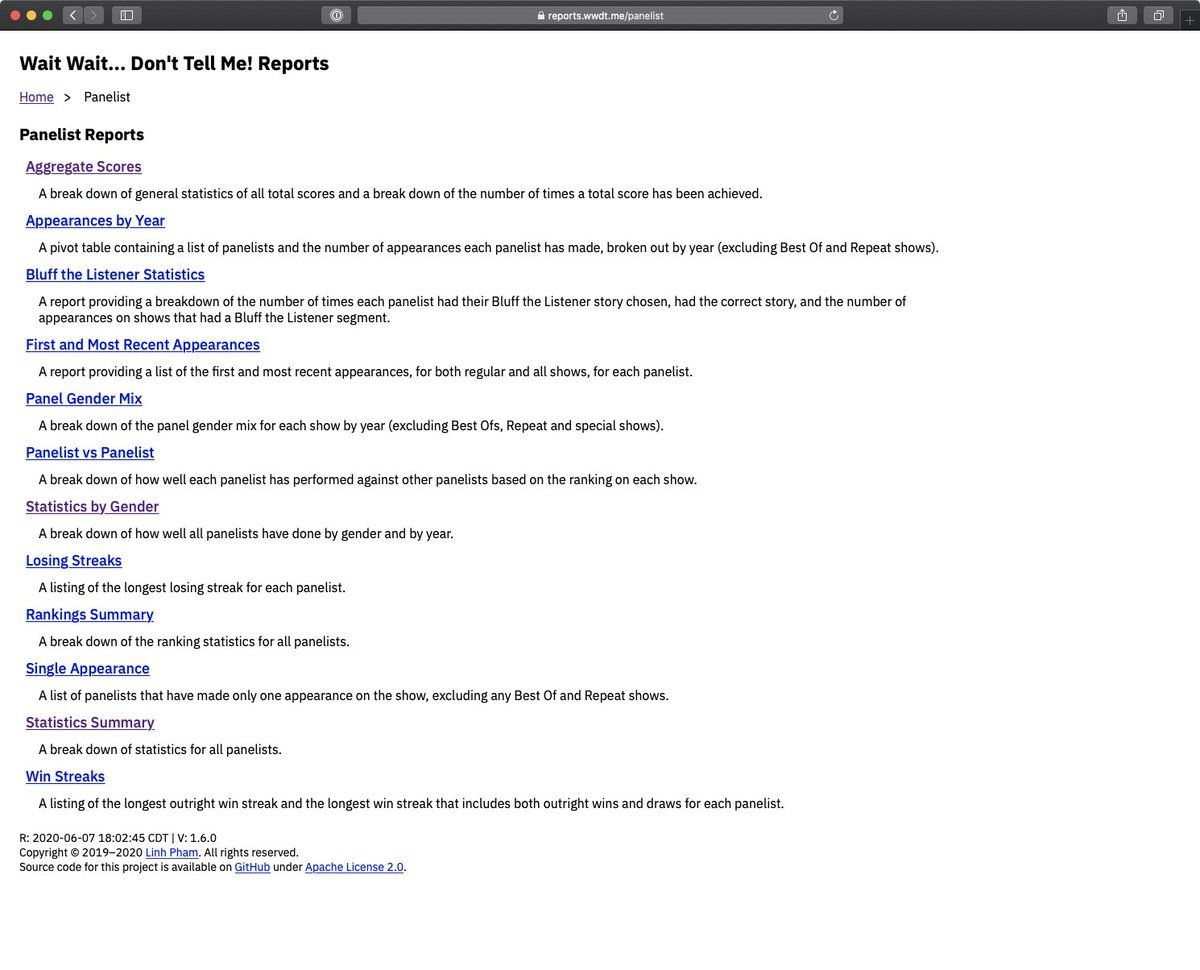 reports.wwdt.me/panelist
Wait Wait... Don't Tell Me! Reports
Home > Panelist
Panelist Reports
Aggregate Scores
A break down of general statistics of all total scores and a break down of the number of times a total score has been achieved.
Appearances by Year
A pivot table containing a list of panelists and the number of appearances each panelist has made, broken out by year (excluding Best Of and Repeat shows).
Bluff the Listener Statistics
A report providing a breakdown of the number of times each panelist had their Bluff the Listener story chosen, had the correct story, and the number of
appearances on shows that had a Bluff the Listener segment.
First and Most Recent Appearances
A report providing a list of the first and most recent appearances, for both regular and all shows, for each panelist.
Panel Gender Mix
A break down of the panel gender mix for each show by year (excluding Best Ofs, Repeat and special shows).
Panelist vs Panelist
A break down of how well each panelist has performed against other panelists based on the ranking on each show.
Statistics by Gender
A break down of how well all panelists have done by gender and by year.
Losing Streaks
A listing of the longest losing streak for each panelist.
Rankings Summary
A break down of the ranking statistics for all panelists.
Single Appearance
A list of panelists that have made only one appearance on the show, excluding any Best Of and Repeat shows.
Statistics Summary
A break down of statistics for all panelists.
Win Streaks
A listing of the longest outright win streak and the longest win streak that includes both outright wins and draws for each panelist.
R: 2020-06-07 18:02:45 CDT | V: 1.6.0
Copyright © 2019–2020 Linh Pham. All rights reserved.
Source code for this project is available on GitHub under Apache License 2.0.